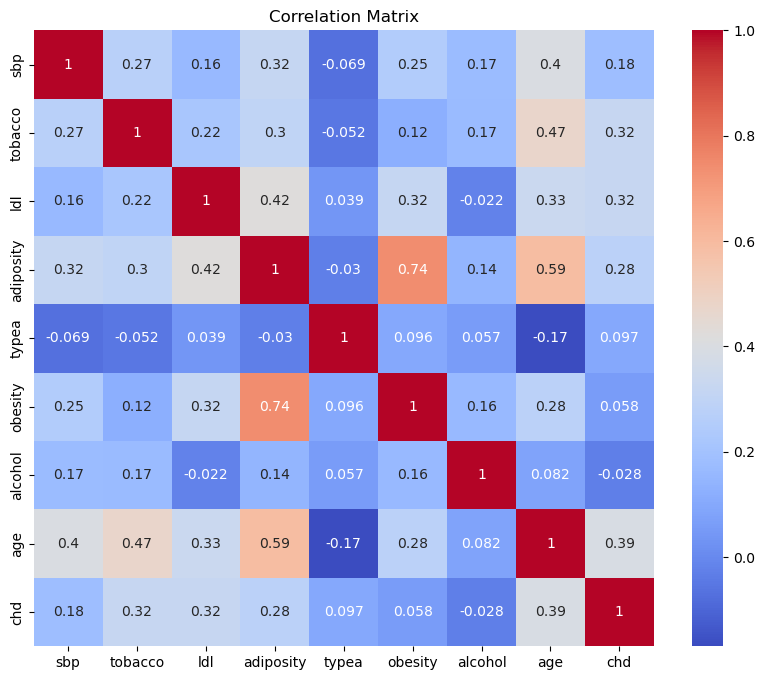 Correlation Matrix
sbp 1 0.27 0.16 0.32 -0.069 0.25 0.17 0.4 0.18
tobacco 0.27 1 0.22 0.3 -0.052 0.12 0.17 0.47 0.32
ldl 0.16 0.22 1 0.42 0.039 0.32 -0.022 0.33 0.32
adiposity 0.32 0.3 0.42 1 -0.03 0.74 0.14 0.59 0.28
typea -0.069 -0.052 0.039 -0.03 1 0.096 0.057 -0.17 0.097
obesity 0.25 0.12 0.32 0.74 0.096 1 0.16 0.28 0.058
alcohol 0.17 0.17 -0.022 0.14 0.057 0.16 1 0.082 -0.028
age 0.4 0.47 0.33 0.59 -0.17 0.28 0.082 1 0.39
chd 0.18 0.32 0.32 0.28 0.097 0.058 -0.028 0.39 1
sbp tobacco ldl adiposity typea obesity alcohol age chd
1.0
0.8
0.6
0.4
0.2
0.0